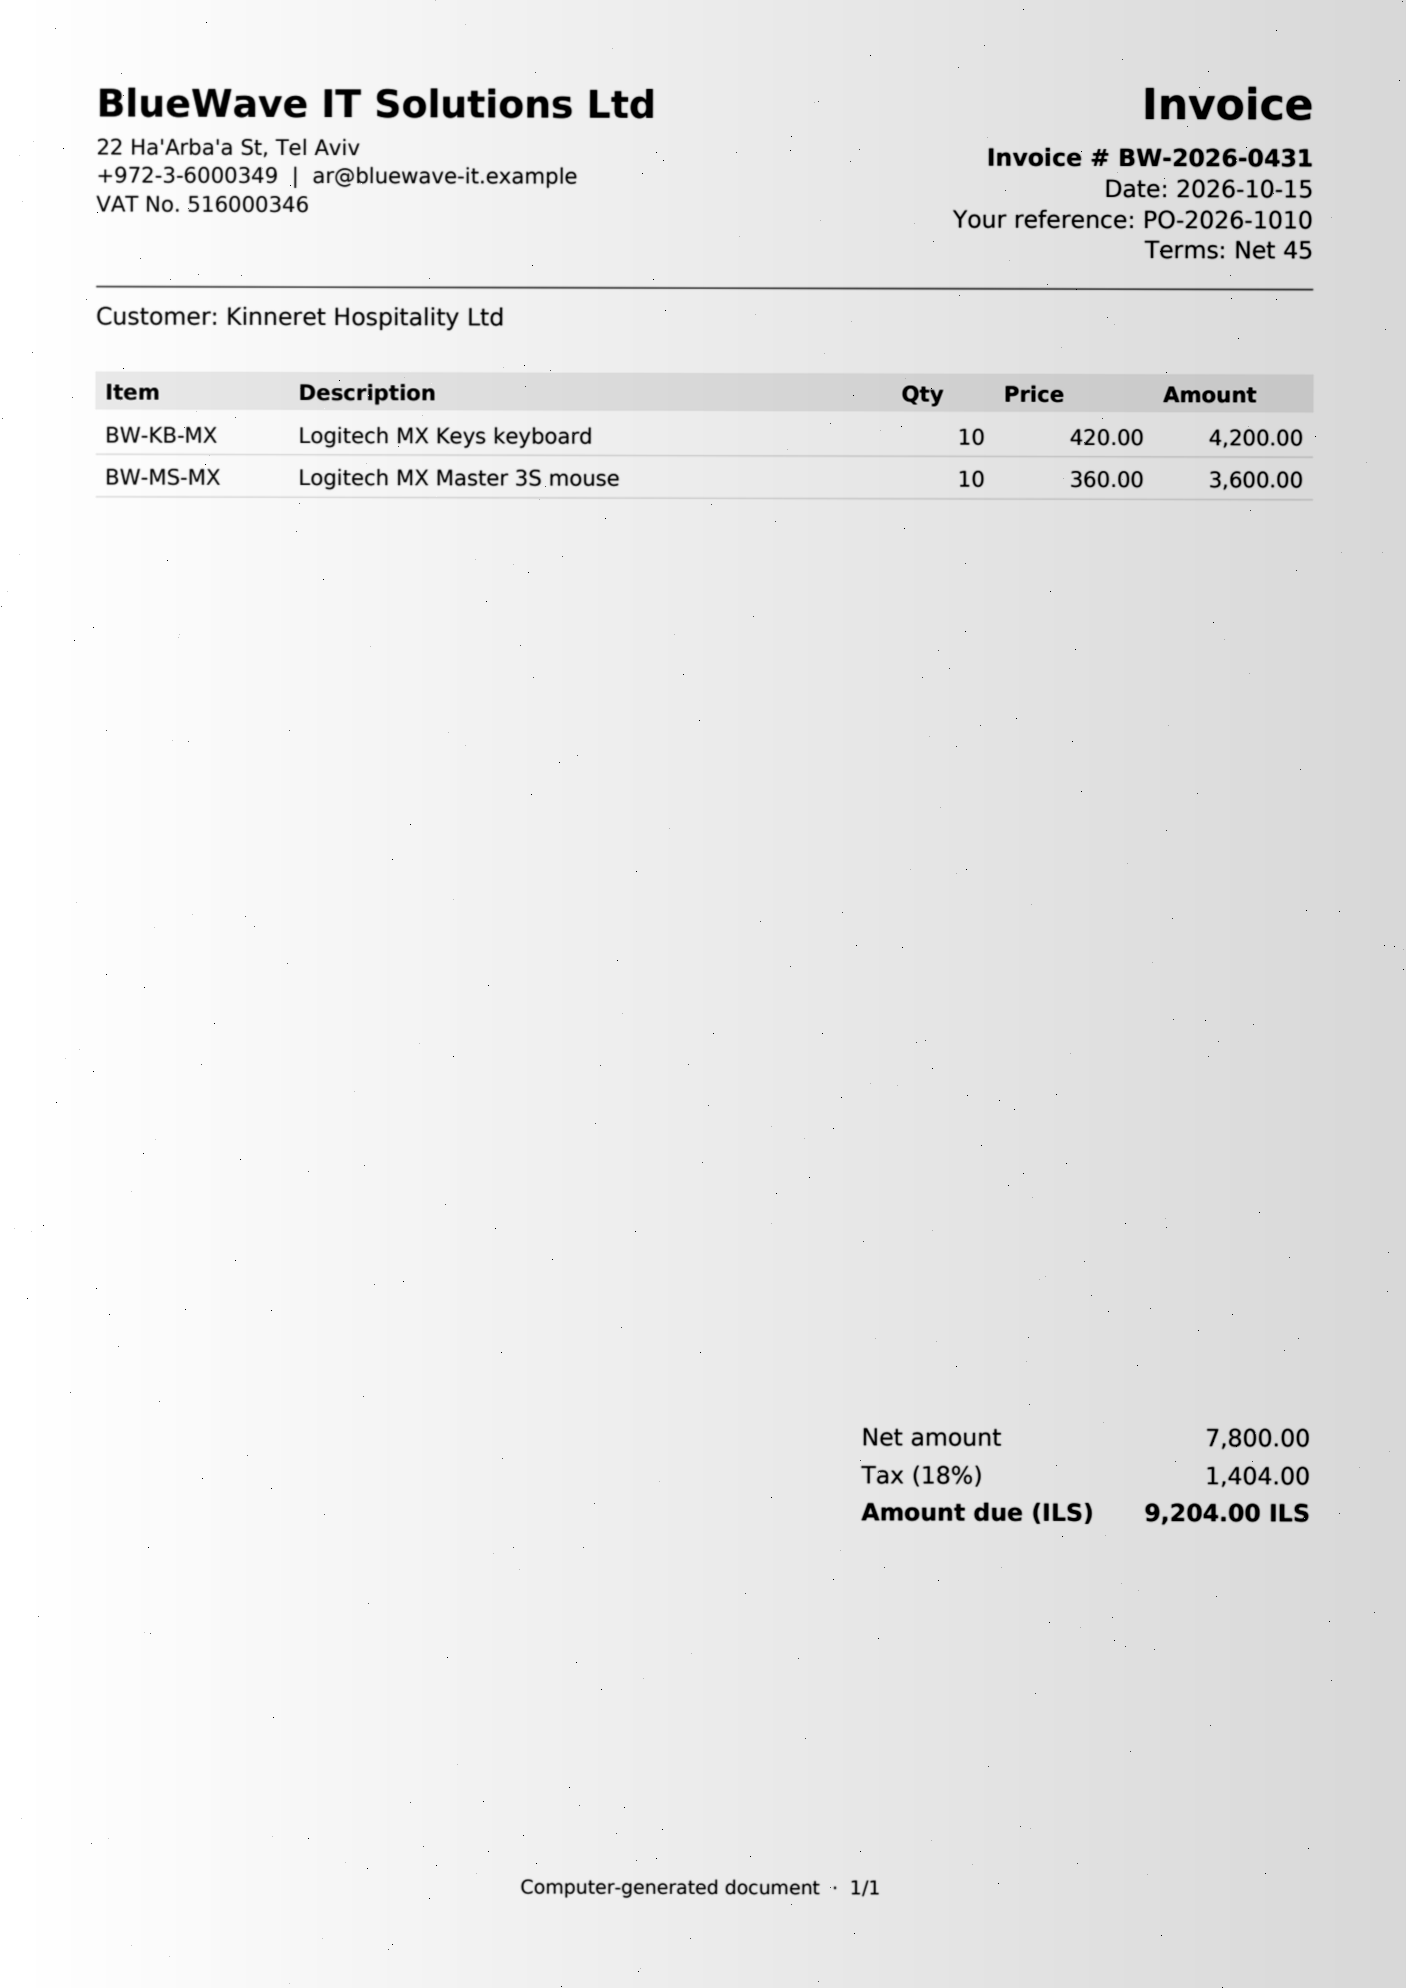 BlueWave IT Solutions Ltd
22 Ha'Arba'a St, Tel Aviv
+972-3-6000349 | ar@bluewave-it.example
VAT No. 516000346
Invoice
Invoice # BW-2026-0431
Date: 2026-10-15
Your reference: PO-2026-1010
Terms: Net 45
Customer: Kinneret Hospitality Ltd
Item Description Qty Price Amount
BW-KB-MX Logitech MX Keys keyboard 10 420.00 4,200.00
BW-MS-MX Logitech MX Master 3S mouse 10 360.00 3,600.00
Net amount 7,800.00
Tax (18%) 1,404.00
Amount due (ILS) 9,204.00 ILS
Computer-generated document · 1/1